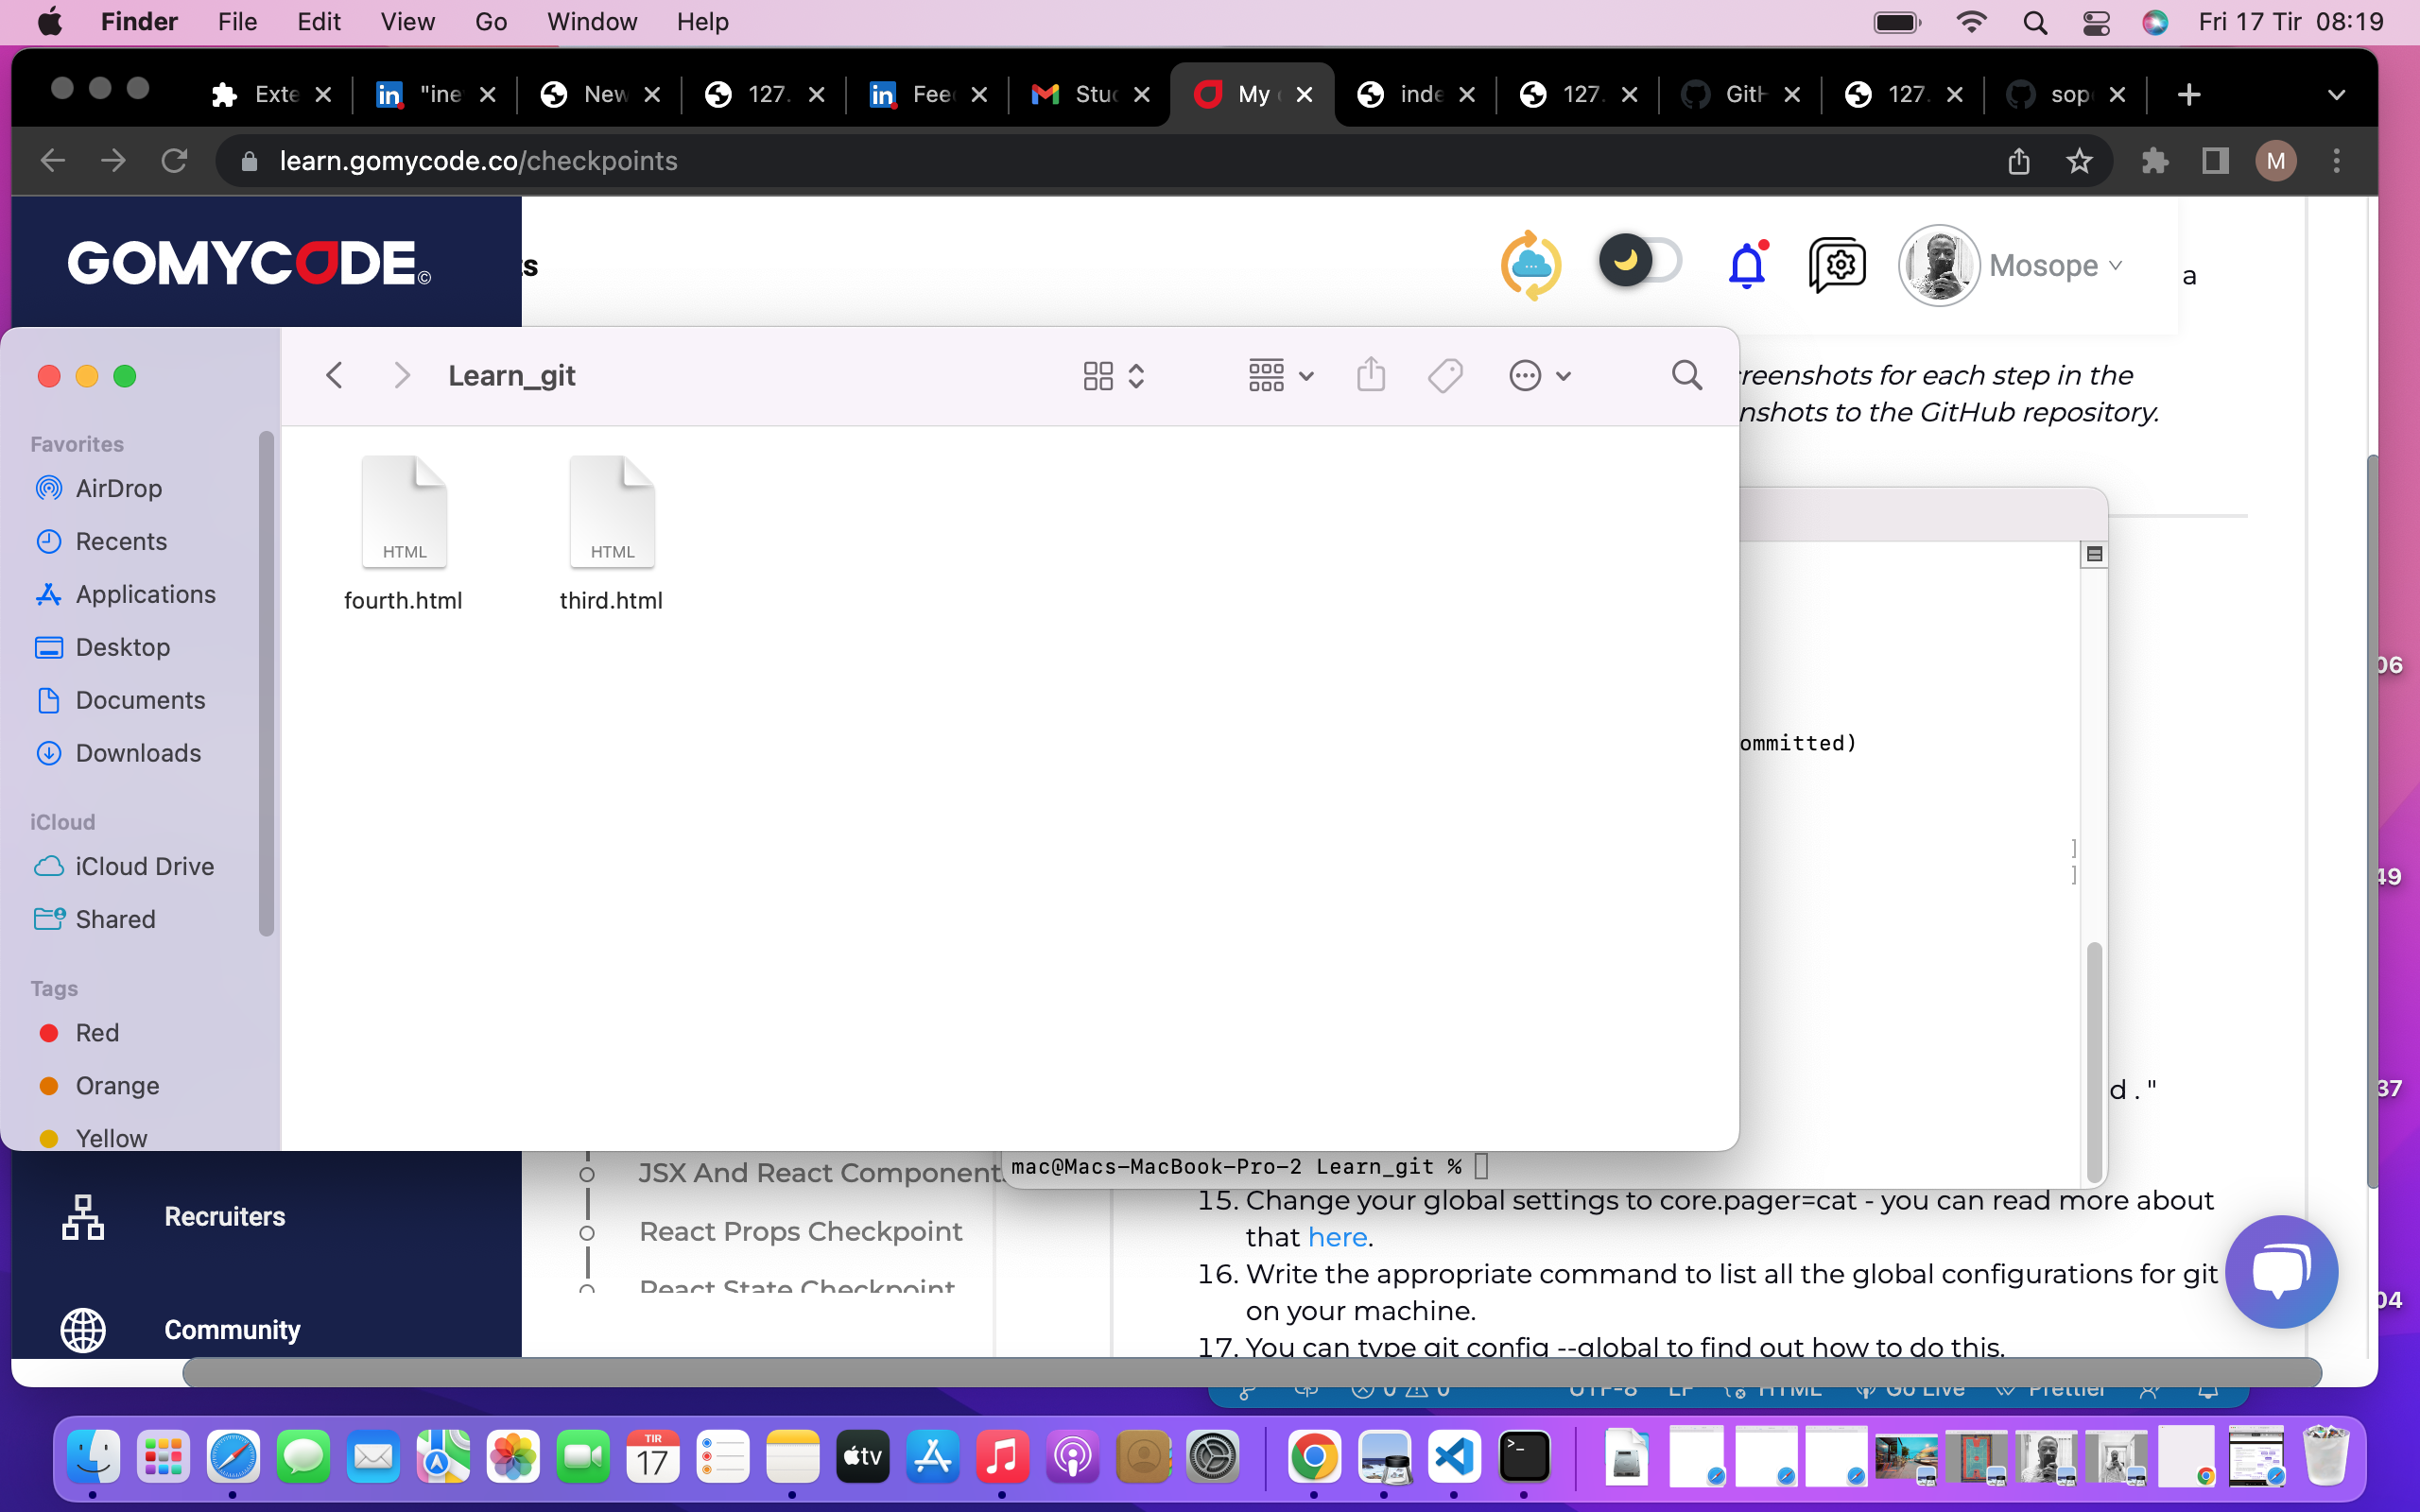 Finder File Edit View Go Window Help Fri 17 Tir 08:19
Exte "ine New 127. Feed Stud My inde 127. GitH 127. sop
learn.gomycode.co/checkpoints M
GOMYCODE©
Mosope
a
Learn_git
Favorites
AirDrop
Recents
Applications
Desktop
Documents
Downloads
iCloud
iCloud Drive
Shared
Tags
Red
Orange
Yellow
HTML
fourth.html
HTML
third.html
reenshots for each step in the
nshots to the GitHub repository.
ommitted)
]
]
d . "
mac@Macs-MacBook-Pro-2 Learn_git %
Recruiters
Community
JSX And React Component
React Props Checkpoint
React State Checkpoint
15. Change your global settings to core.pager=cat - you can read more about
that here.
16. Write the appropriate command to list all the global configurations for git
on your machine.
17. You can type git config --global to find out how to do this.
06
49
37
04
0 0 UTF-8 LF HTML Go Live Prettier
TIR
17
tv
>_